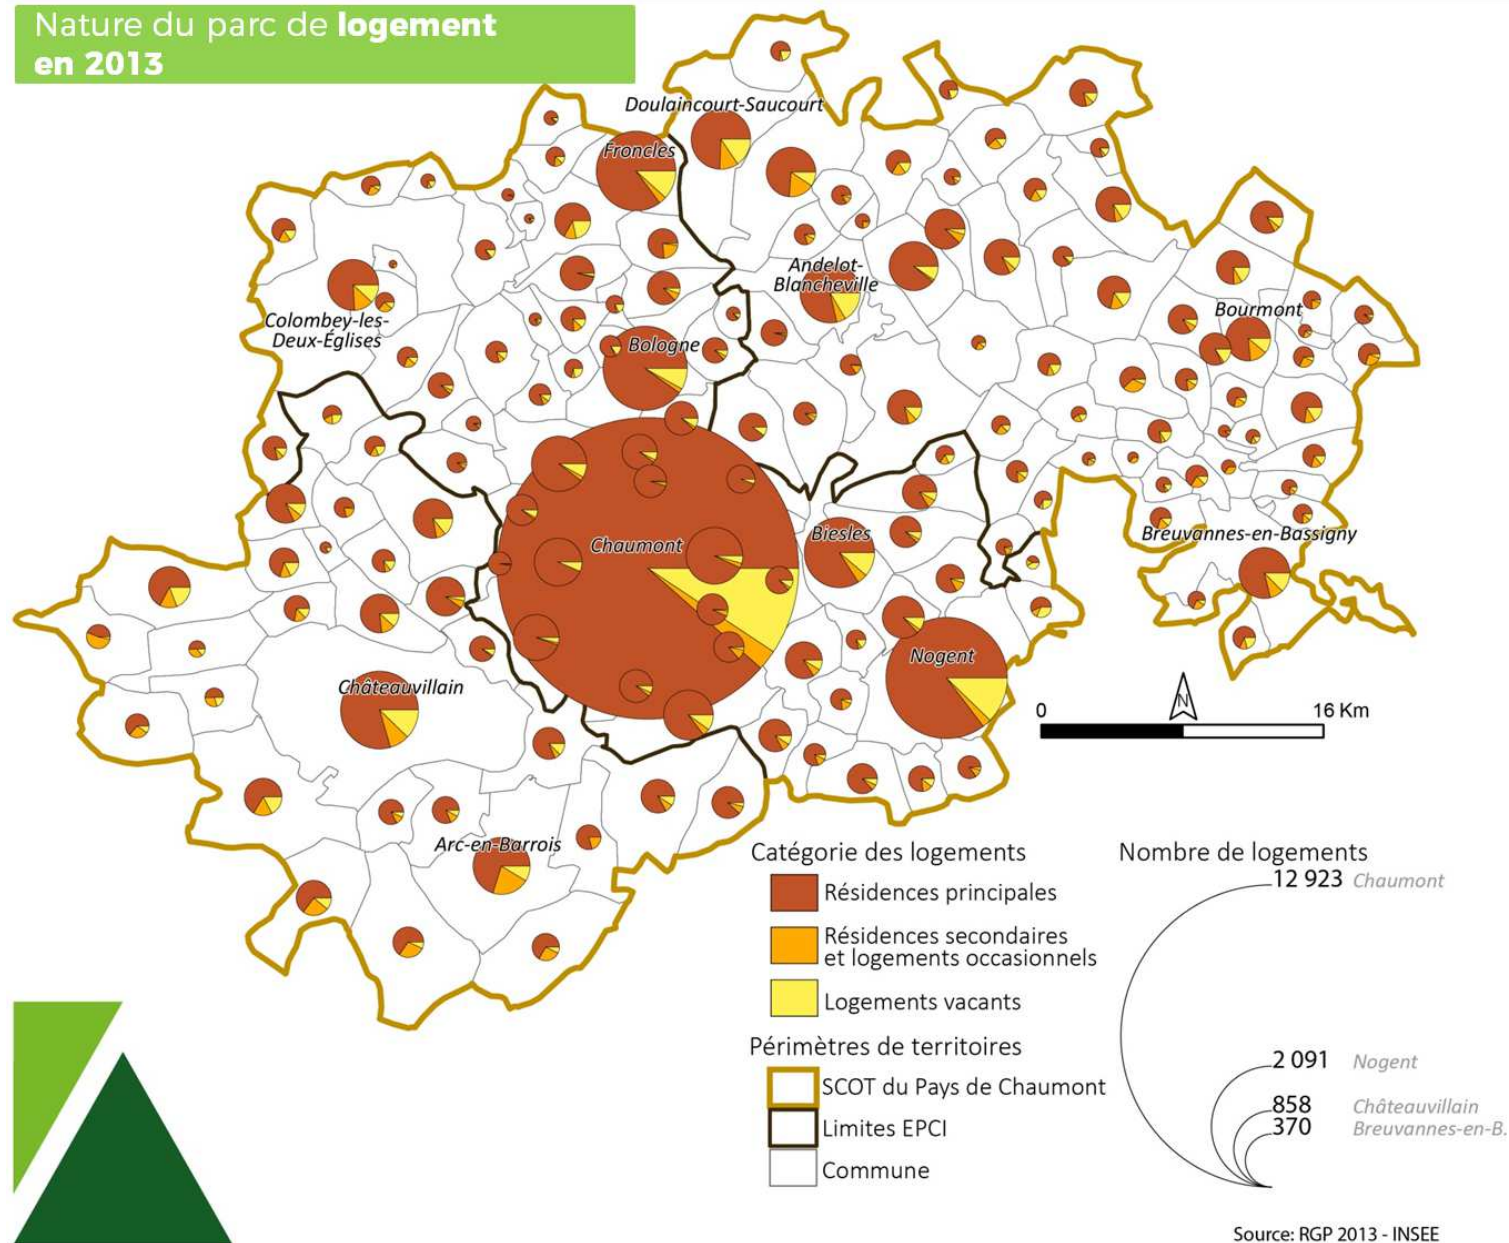 Nature du parc de logement
en 2013
Doulaincourt-Saucourt
Froncles
Andelot-
Blancheville
Bourmont
Colombey-les-
Deux-Églises
Bologne
Chaumont
Biesles
Breuvannes-en-Bassigny
Nogent
Châteauvillain
Arc-en-Barrois
N
0 16 Km
Catégorie des logements
Résidences principales
Résidences secondaires
et logements occasionnels
Logements vacants
Périmètres de territoires
SCOT du Pays de Chaumont
Limites EPCI
Commune
Nombre de logements
12 923 Chaumont
2 091 Nogent
858 Châteauvillain
370 Breuvannes-en-B.
Source: RGP 2013 - INSEE